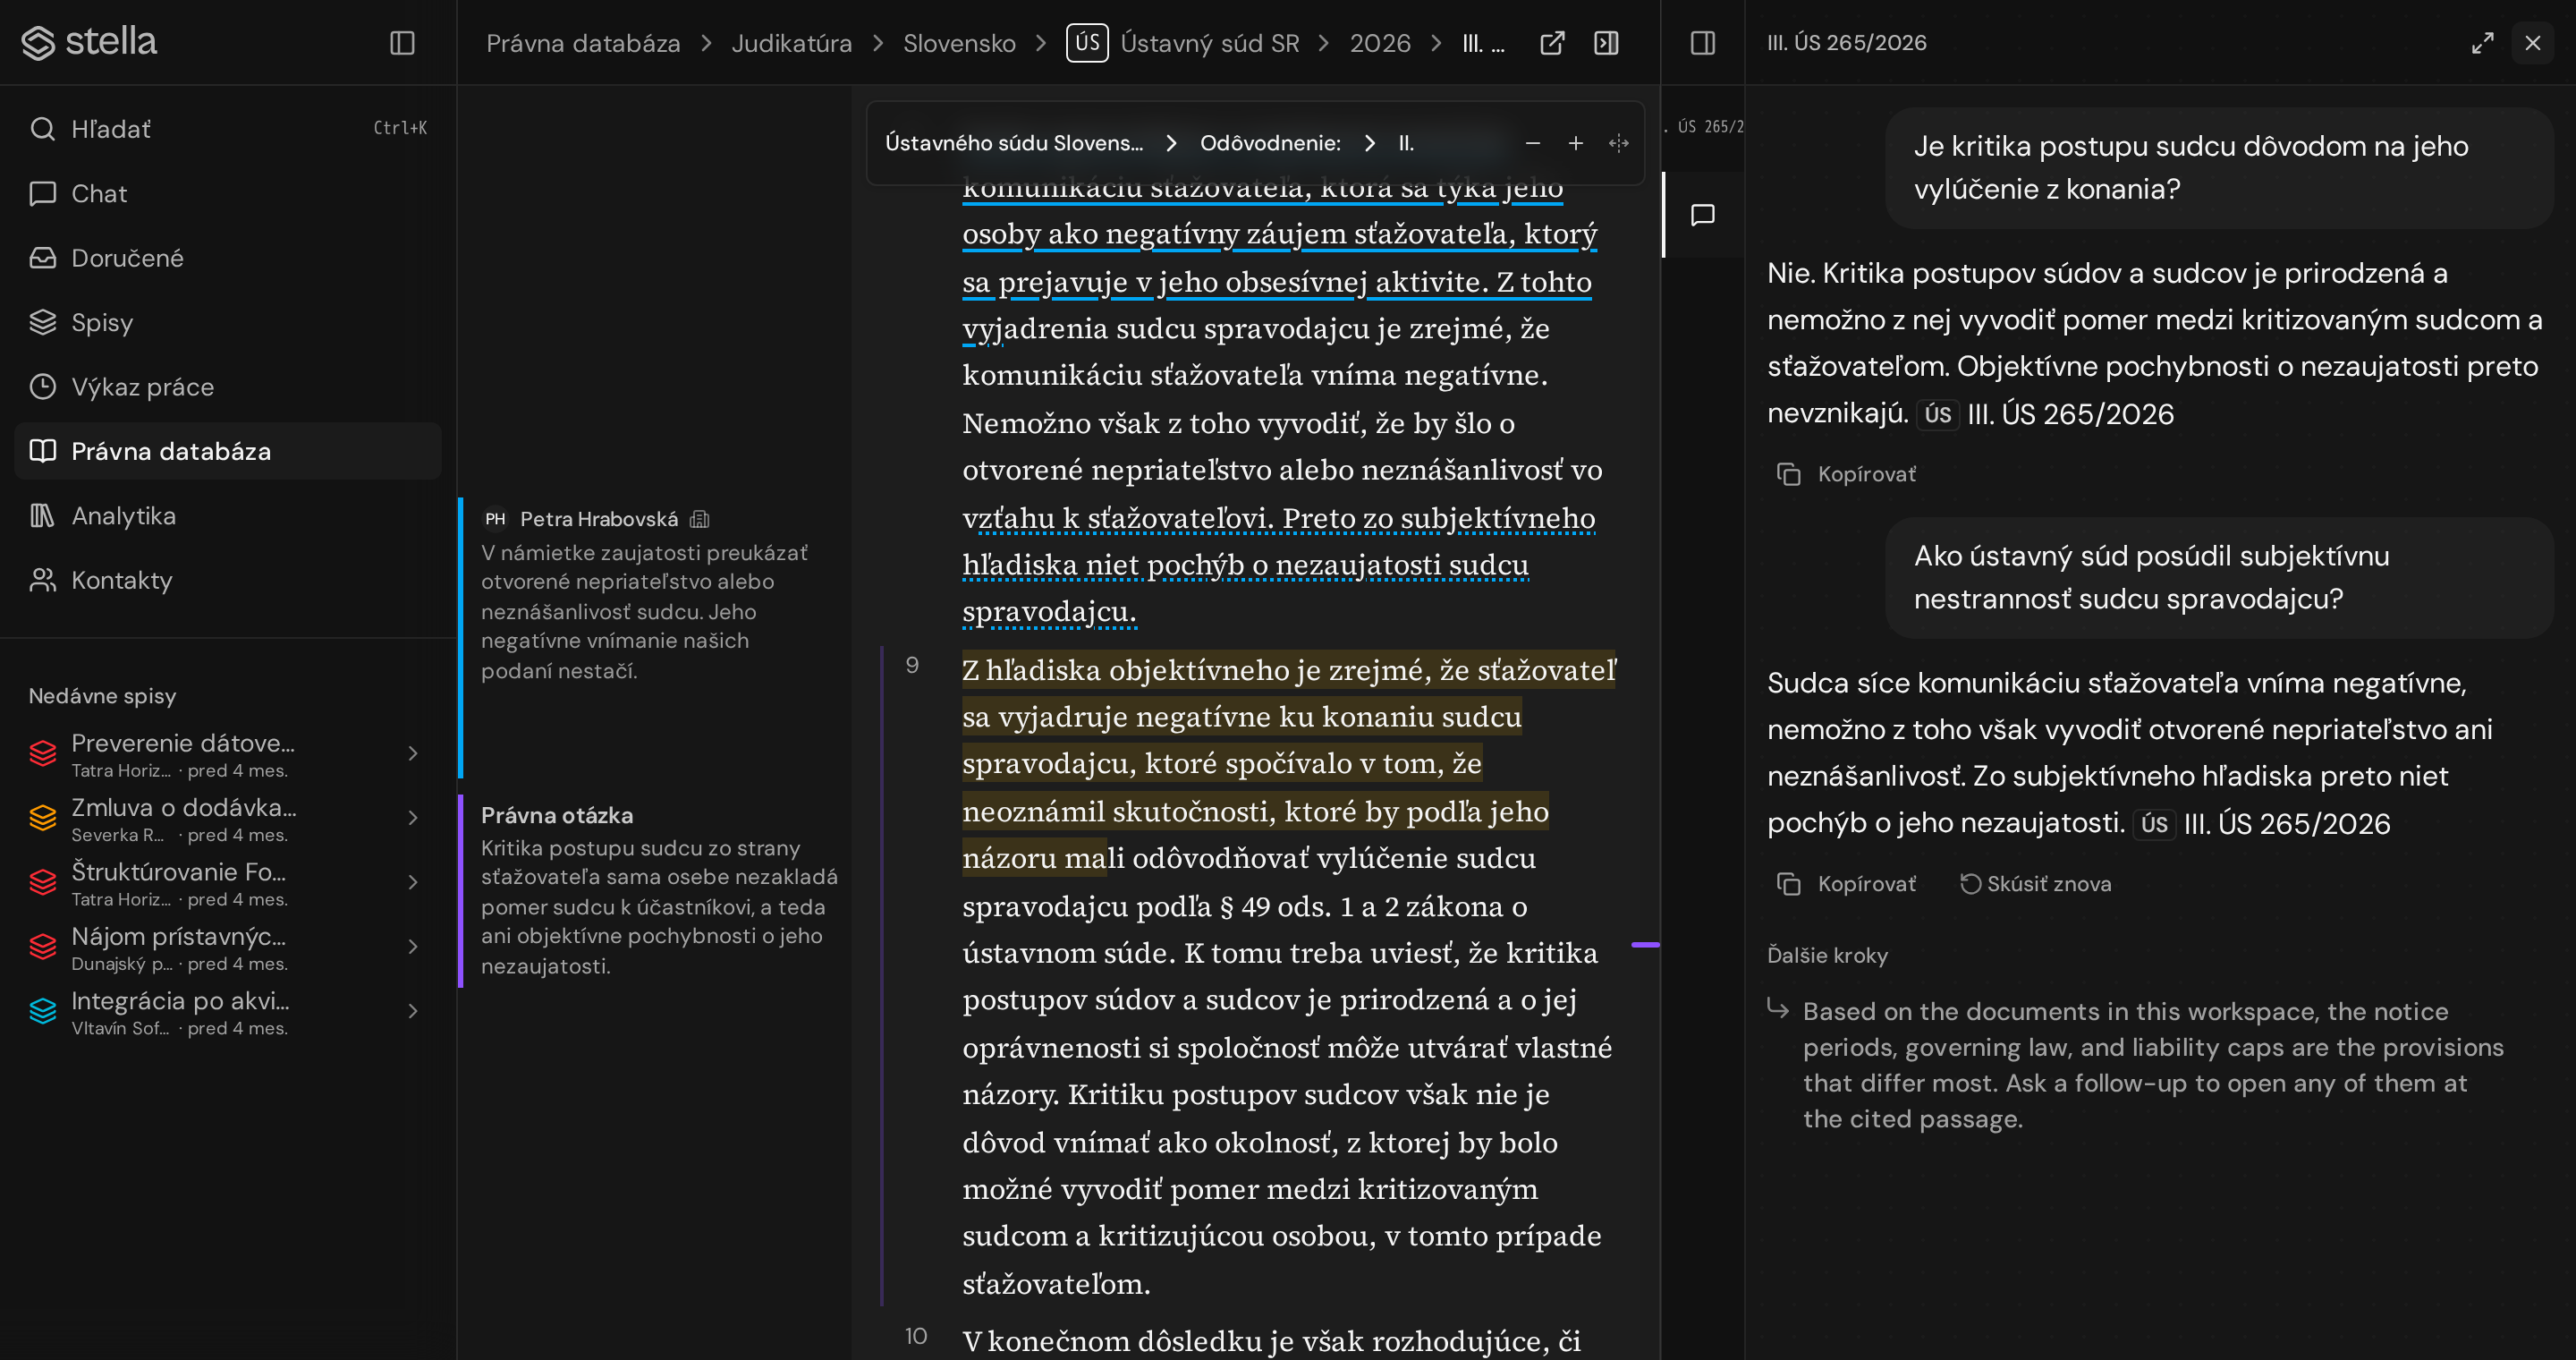 stella
Hľadať
Ctrl+K
Chat
Doručené
Spisy
Výkaz práce
Právna databáza
Analytika
Kontakty
Nedávne spisy
Preverenie dátove...
Tatra Horiz... · pred 4 mes.
Zmluva o dodávka...
Severka R... · pred 4 mes.
Štruktúrovanie Fo...
Tatra Horiz... · pred 4 mes.
Nájom prístavnýc...
Dunajský p... · pred 4 mes.
Integrácia po akvi...
Vltavín Sof... · pred 4 mes.
Právna databáza > Judikatúra > Slovensko > ÚS Ústavný súd SR > 2026 > III. ...
Petra Hrabovská
PH
V námietke zaujatosti preukázať
otvorené nepriateľstvo alebo
neznášanlivosť sudcu. Jeho
negatívne vnímanie našich
podaní nestačí.
Právna otázka
Kritika postupu sudcu zo strany
sťažovateľa sama osebe nezakladá
pomer sudcu k účastníkovi, a teda
ani objektívne pochybnosti o jeho
nezaujatosti.
Ústavného súdu Slovens... > Odôvodnenie: > II.
komunikáciu sťažovateľa, ktorá sa týka jeho
osoby ako negatívny záujem sťažovateľa, ktorý
sa prejavuje v jeho obsesívnej aktivite. Z tohto
vyjadrenia sudcu spravodajcu je zrejmé, že
komunikáciu sťažovateľa vníma negatívne.
Nemožno však z toho vyvodiť, že by šlo o
otvorené nepriateľstvo alebo neznášanlivosť vo
vzťahu k sťažovateľovi. Preto zo subjektívneho
hľadiska niet pochýb o nezaujatosti sudcu
spravodajcu.
9
Z hľadiska objektívneho je zrejmé, že sťažovateľ
sa vyjadruje negatívne ku konaniu sudcu
spravodajcu, ktoré spočívalo v tom, že
neoznámil skutočnosti, ktoré by podľa jeho
názoru mali odôvodňovať vylúčenie sudcu
spravodajcu podľa § 49 ods. 1 a 2 zákona o
ústavnom súde. K tomu treba uviesť, že kritika
postupov súdov a sudcov je prirodzená a o jej
oprávnenosti si spoločnosť môže utvárať vlastné
názory. Kritiku postupov sudcov však nie je
dôvod vnímať ako okolnosť, z ktorej by bolo
možné vyvodiť pomer medzi kritizovaným
sudcom a kritizujúcou osobou, v tomto prípade
sťažovateľom.
10
V konečnom dôsledku je však rozhodujúce, či
. ÚS 265/2
III. ÚS 265/2026
Je kritika postupu sudcu dôvodom na jeho
vylúčenie z konania?
Nie. Kritika postupov súdov a sudcov je prirodzená a
nemožno z nej vyvodiť pomer medzi kritizovaným sudcom a
sťažovateľom. Objektívne pochybnosti o nezaujatosti preto
nevznikajú. ÚS III. ÚS 265/2026
Kopírovať
Ako ústavný súd posúdil subjektívnu
nestrannosť sudcu spravodajcu?
Sudca síce komunikáciu sťažovateľa vníma negatívne,
nemožno z toho však vyvodiť otvorené nepriateľstvo ani
neznášanlivosť. Zo subjektívneho hľadiska preto niet
pochýb o jeho nezaujatosti. ÚS III. ÚS 265/2026
Kopírovať
Skúsiť znova
Ďalšie kroky
Based on the documents in this workspace, the notice
periods, governing law, and liability caps are the provisions
that differ most. Ask a follow-up to open any of them at
the cited passage.